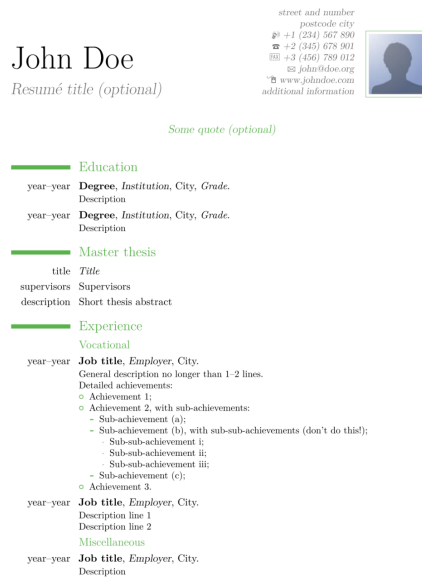 John Doe
Resumé title (optional)
street and number
postcode city
+1 (234) 567 890
+2 (345) 678 901
FAX +3 (456) 789 012
john@doe.org
www.johndoe.com
additional information
Some quote (optional)
Education
year–year Degree, Institution, City, Grade.
Description
year–year Degree, Institution, City, Grade.
Description
Master thesis
title Title
supervisors Supervisors
description Short thesis abstract
Experience
Vocational
year–year Job title, Employer, City.
General description no longer than 1–2 lines.
Detailed achievements:
Achievement 1;
Achievement 2, with sub-achievements:
- Sub-achievement (a);
- Sub-achievement (b), with sub-sub-achievements (don't do this!);
· Sub-sub-achievement i;
· Sub-sub-achievement ii;
· Sub-sub-achievement iii;
- Sub-achievement (c);
Achievement 3.
year–year Job title, Employer, City.
Description line 1
Description line 2
Miscellaneous
year–year Job title, Employer, City.
Description